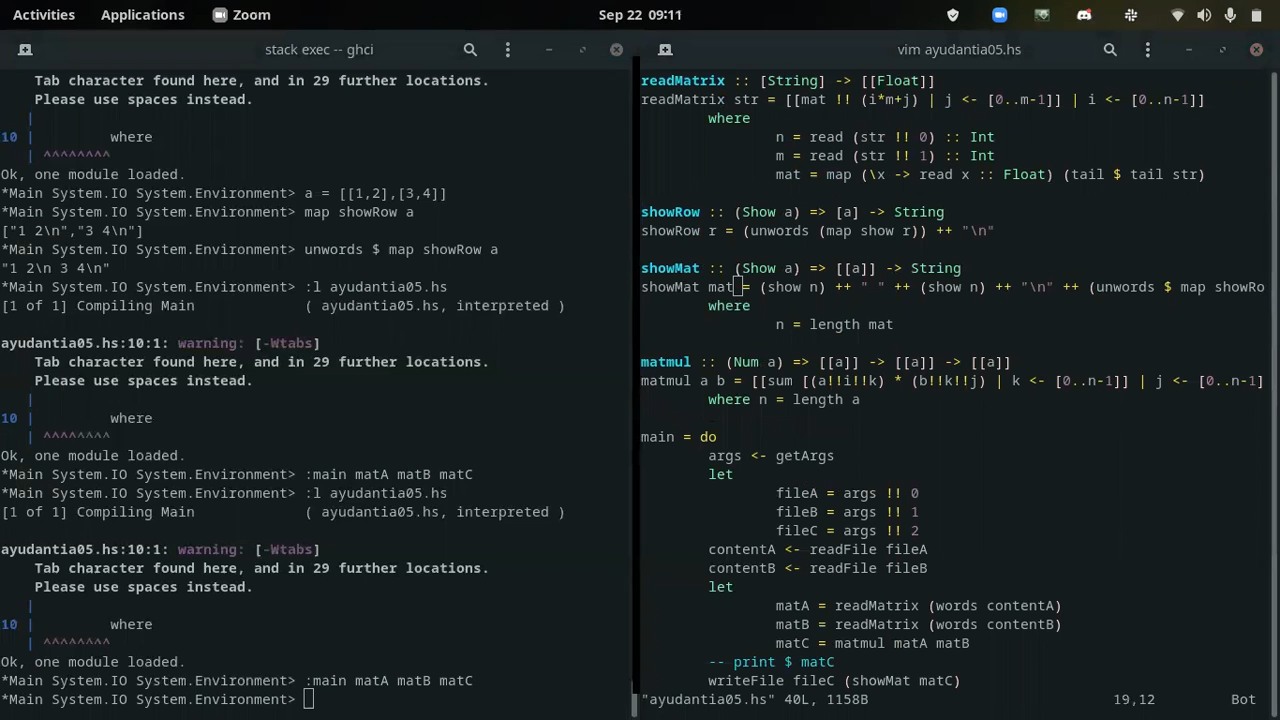 Activities Applications Zoom Sep 22 09:11
stack exec -- ghci
Tab character found here, and in 29 further locations.
Please use spaces instead.
|
10 | where
| ^^^^^^^^
Ok, one module loaded.
*Main System.IO System.Environment> a = [[1,2],[3,4]]
*Main System.IO System.Environment> map showRow a
["1 2\n","3 4\n"]
*Main System.IO System.Environment> unwords $ map showRow a
"1 2\n 3 4\n"
*Main System.IO System.Environment> :l ayudantia05.hs
[1 of 1] Compiling Main ( ayudantia05.hs, interpreted )
ayudantia05.hs:10:1: warning: [-Wtabs]
Tab character found here, and in 29 further locations.
Please use spaces instead.
|
10 | where
| ^^^^^^^^
Ok, one module loaded.
*Main System.IO System.Environment> :main matA matB matC
*Main System.IO System.Environment> :l ayudantia05.hs
[1 of 1] Compiling Main ( ayudantia05.hs, interpreted )
ayudantia05.hs:10:1: warning: [-Wtabs]
Tab character found here, and in 29 further locations.
Please use spaces instead.
|
10 | where
| ^^^^^^^^
Ok, one module loaded.
*Main System.IO System.Environment> :main matA matB matC
*Main System.IO System.Environment>
vim ayudantia05.hs
readMatrix :: [String] -> [[Float]]
readMatrix str = [[mat !! (i*m+j) | j <- [0..m-1]] | i <- [0..n-1]]
where
n = read (str !! 0) :: Int
m = read (str !! 1) :: Int
mat = map (\x -> read x :: Float) (tail $ tail str)
showRow :: (Show a) => [a] -> String
showRow r = (unwords (map show r)) ++ "\n"
showMat :: (Show a) => [[a]] -> String
showMat mat = (show n) ++ " " ++ (show n) ++ "\n" ++ (unwords $ map showRo
where
n = length mat
matmul :: (Num a) => [[a]] -> [[a]] -> [[a]]
matmul a b = [[sum [(a!!i!!k) * (b!!k!!j) | k <- [0..n-1]] | j <- [0..n-1]
where n = length a
main = do
args <- getArgs
let
fileA = args !! 0
fileB = args !! 1
fileC = args !! 2
contentA <- readFile fileA
contentB <- readFile fileB
let
matA = readMatrix (words contentA)
matB = readMatrix (words contentB)
matC = matmul matA matB
-- print $ matC
writeFile fileC (showMat matC)
"ayudantia05.hs" 40L, 1158B 19,12 Bot